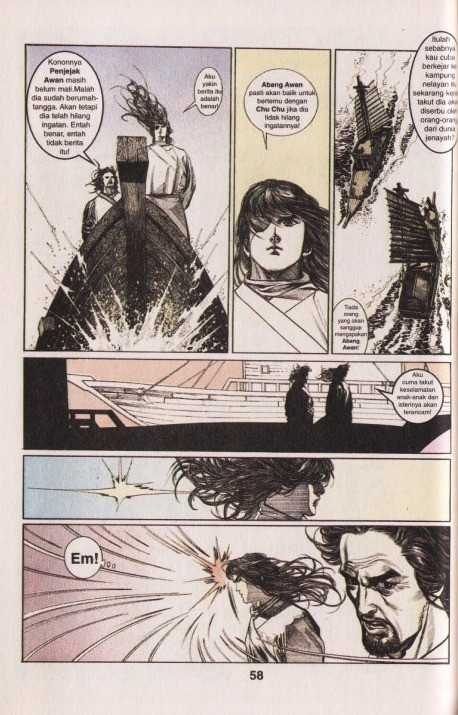 Kononnya
Penjejak
Awan masih
belum mati.Malah
dia sudah berumah-
tangga. Akan tetapi
dia telah hilang
ingatan. Entah
benar, entah
tidak berita
itu!
Aku
yakin
berita itu
adalah
benar!
Abang Awan
pasti akan balik untuk
bertemu dengan
Chu Chu jika dia
tidak hilang
ingatannya!
Itulah
sebabnya
kau cuba
berkejar ke
kampung
nelayan itu
sekarang
takut dia
diserbu oleh
orang-orang
dari dunia
jenayah?
Tiada
orang
yang akan
sanggup
mengapakan
Abang
Awan!
Aku
cuma takut
keselamatan
anak-anak dan
isterinya akan
terancam!
Em!
58